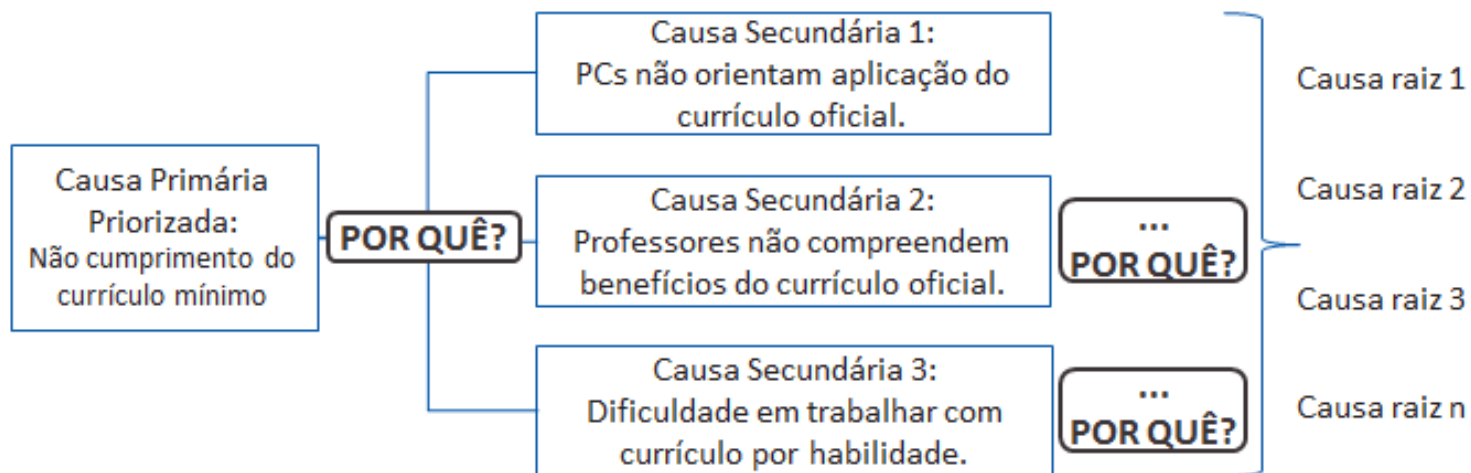 Causa Primária
Priorizada:
Não cumprimento do
currículo mínimo
POR QUÊ?
Causa Secundária 1:
PCs não orientam aplicação do
currículo oficial.
Causa Secundária 2:
Professores não compreendem
benefícios do currículo oficial.
...
POR QUÊ?
Causa Secundária 3:
Dificuldade em trabalhar com
currículo por habilidade.
...
POR QUÊ?
Causa raiz 1
Causa raiz 2
Causa raiz 3
Causa raiz n